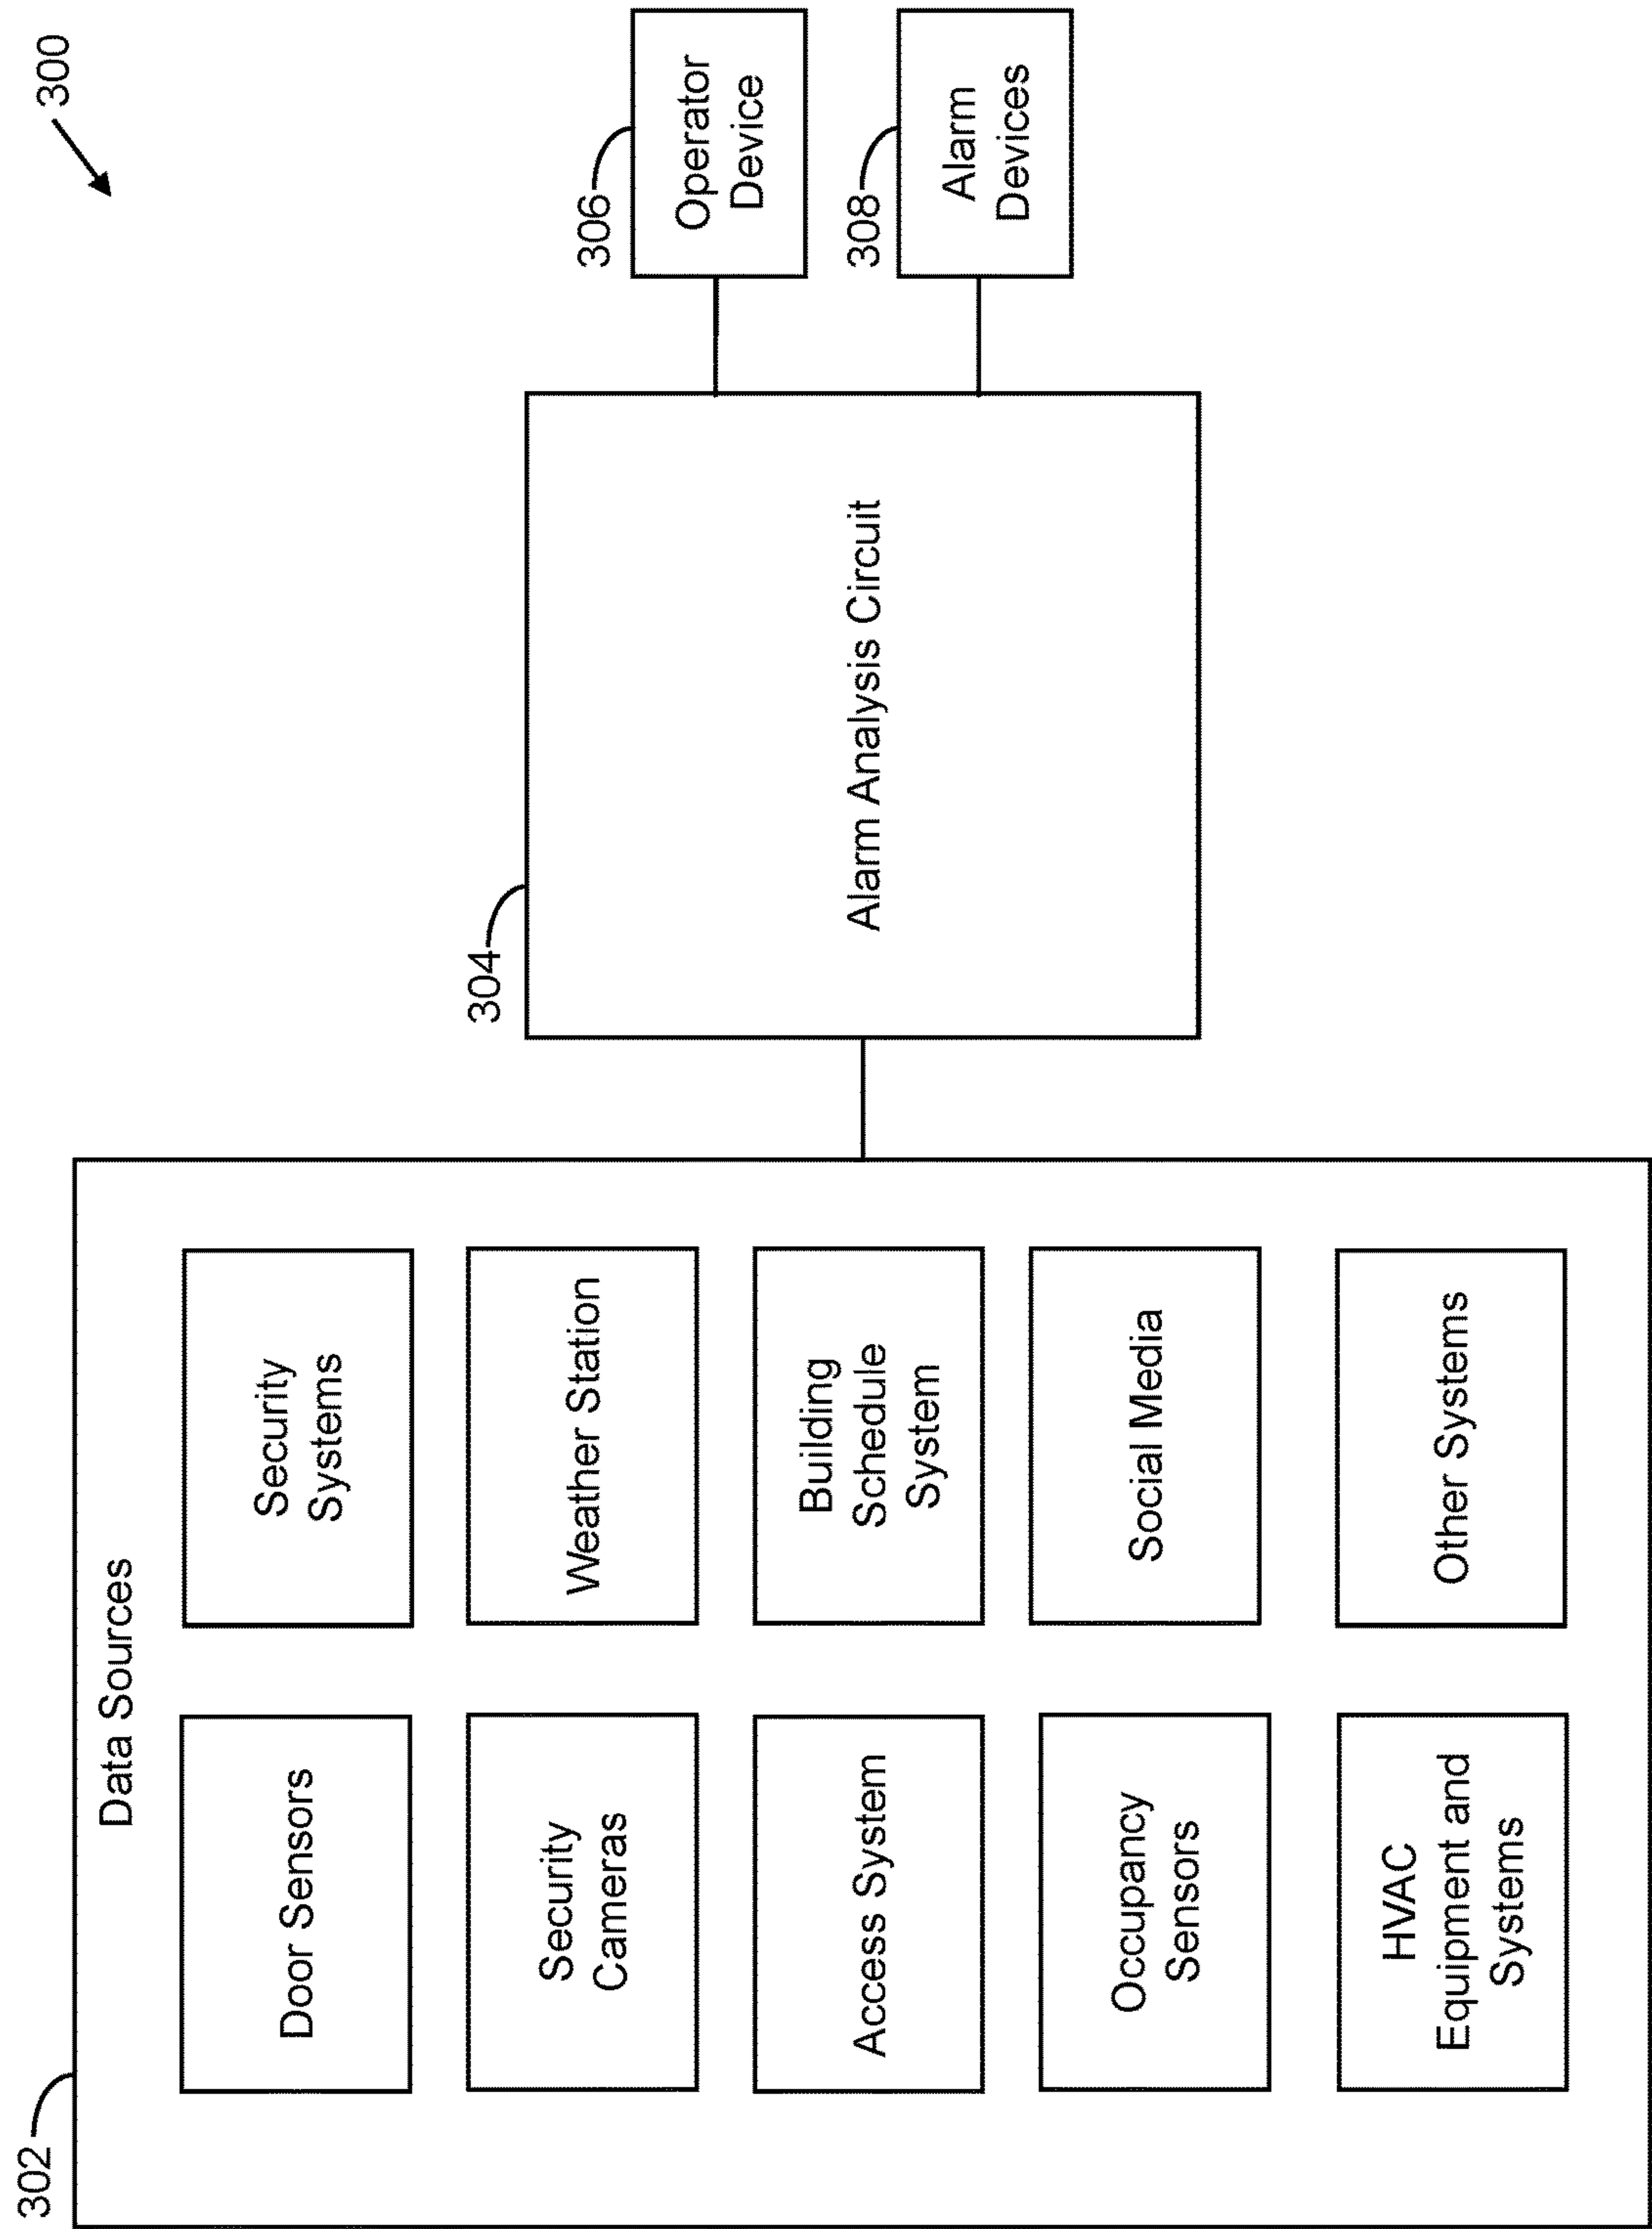 300
302
Data Sources
Door Sensors
Security
Systems
Security
Cameras
Weather Station
Access System
Building
Schedule
System
Occupancy
Sensors
Social Media
HVAC
Equipment and
Systems
Other Systems
304
Alarm Analysis Circuit
306
Operator
Device
308
Alarm
Devices